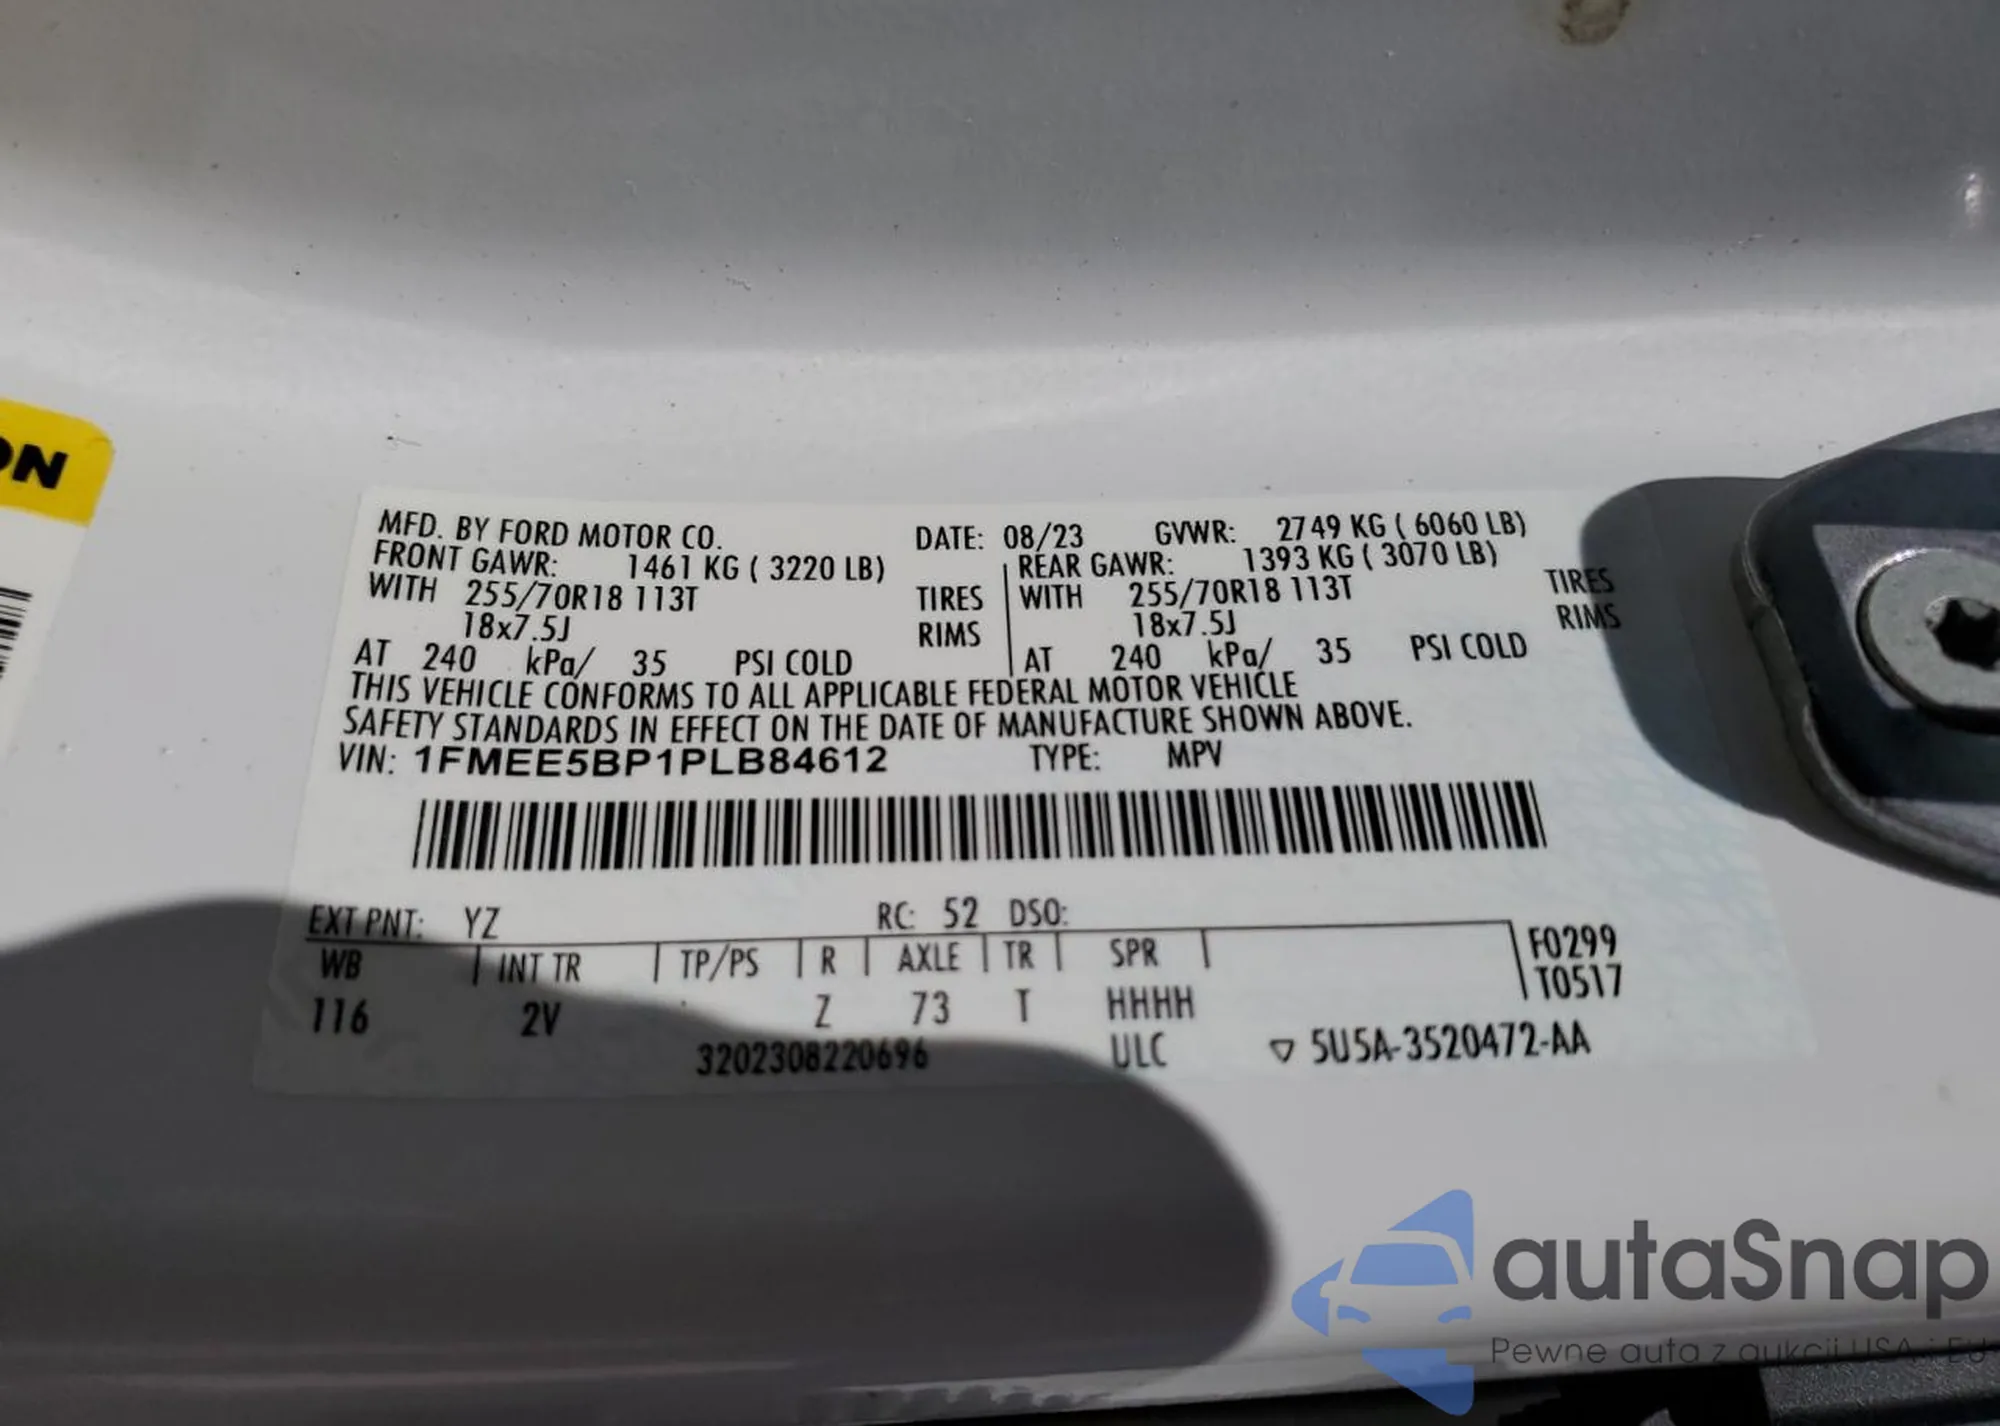 ON
MFD. BY FORD MOTOR CO. DATE: 08/23 GVWR: 2749 KG ( 6060 LB)
FRONT GAWR: 1461 KG ( 3220 LB) REAR GAWR: 1393 KG ( 3070 LB)
WITH 255/70R18 113T TIRES WITH 255/70R18 113T TIRES
18x7.5J RIMS 18x7.5J RIMS
AT 240 kPa/ 35 PSI COLD AT 240 kPa/ 35 PSI COLD
THIS VEHICLE CONFORMS TO ALL APPLICABLE FEDERAL MOTOR VEHICLE
SAFETY STANDARDS IN EFFECT ON THE DATE OF MANUFACTURE SHOWN ABOVE.
VIN: 1FMEE5BP1PLB84612 TYPE: MPV
EXT PNT: YZ RC: 52 DSO:
WB INT TR TP/PS R AXLE TR SPR F0299
T0517
116 2V Z 73 T HHHH
3202308220696 ULC ▽ 5U5A-3520472-AA
autaSnap
Pewne auta z aukcji USA i EU